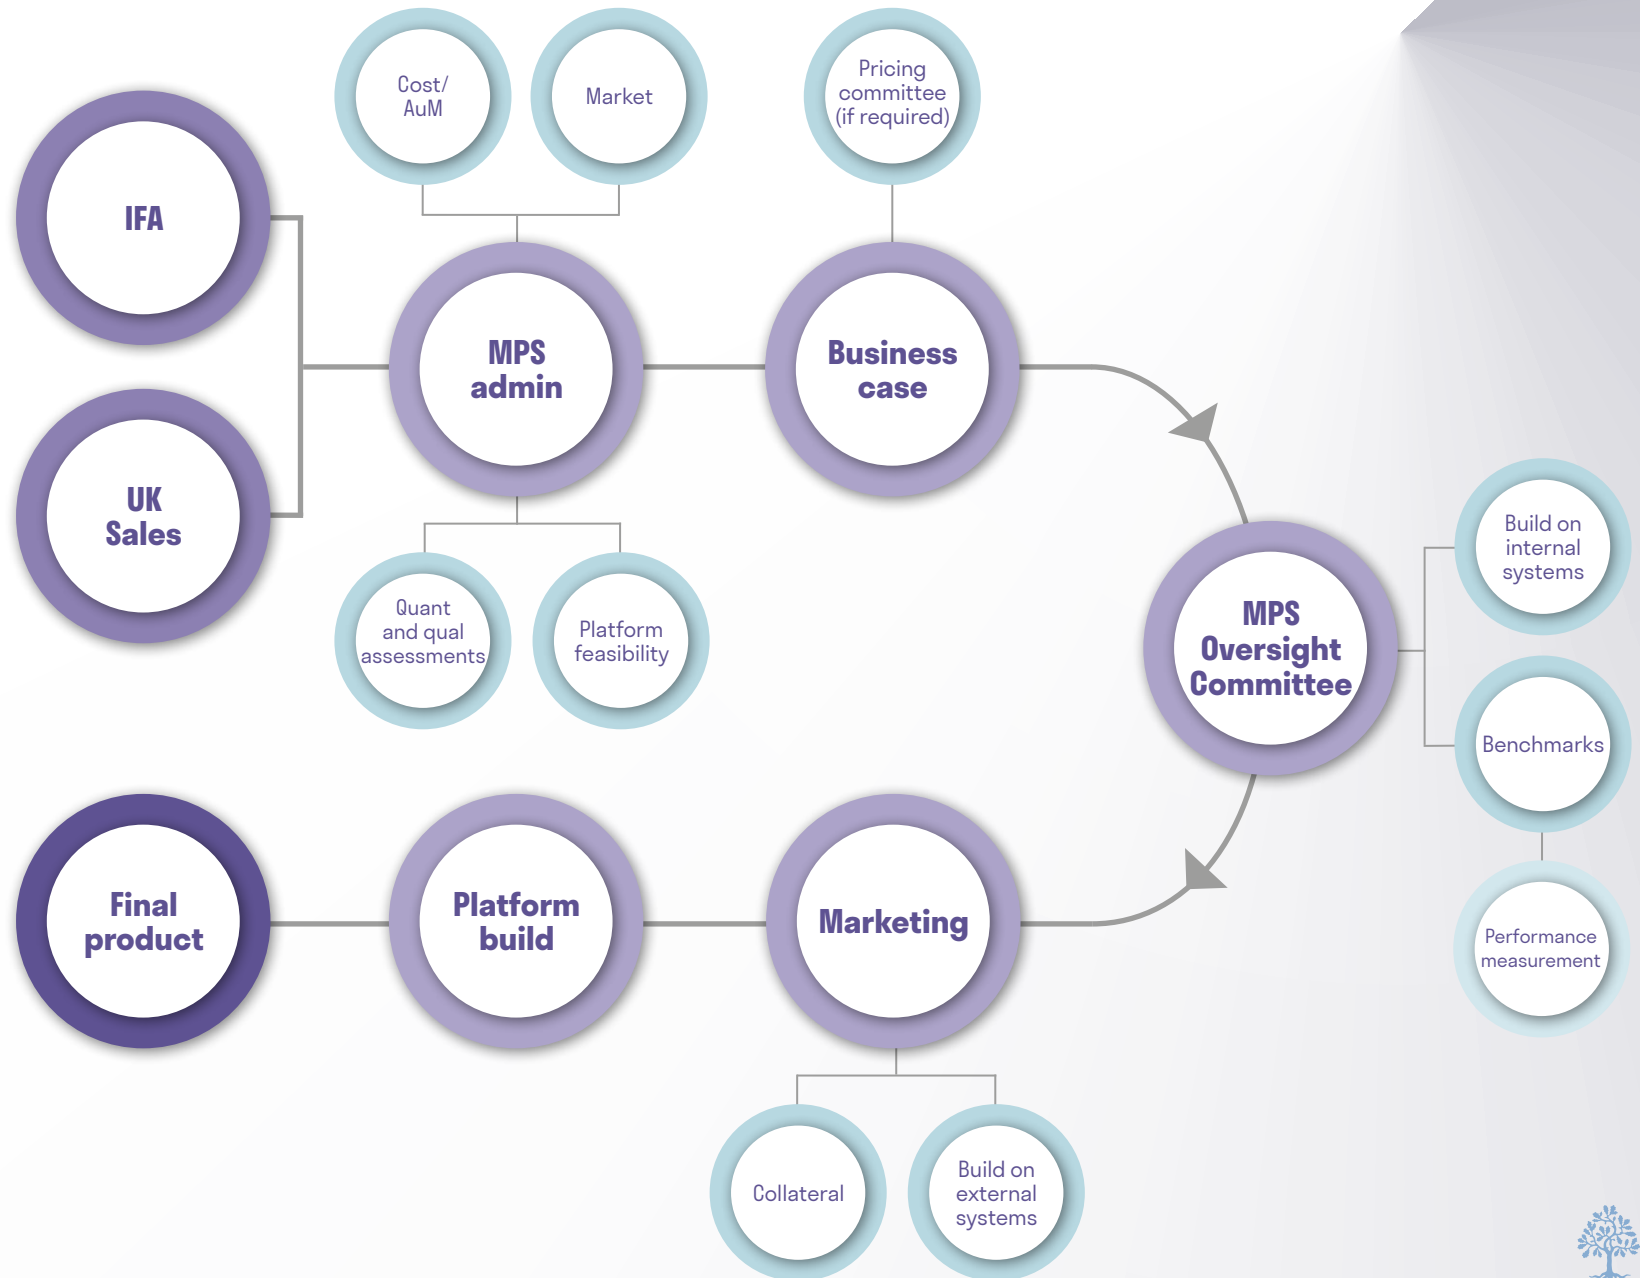 Cost/
AuM
Market
Pricing
committee
(if required)
IFA
MPS
admin
Business
case
UK
Sales
Quant
and qual
assessments
Platform
feasibility
MPS
Oversight
Committee
Build on
internal
systems
Benchmarks
Performance
measurement
Final
product
Platform
build
Marketing
Collateral
Build on
external
systems